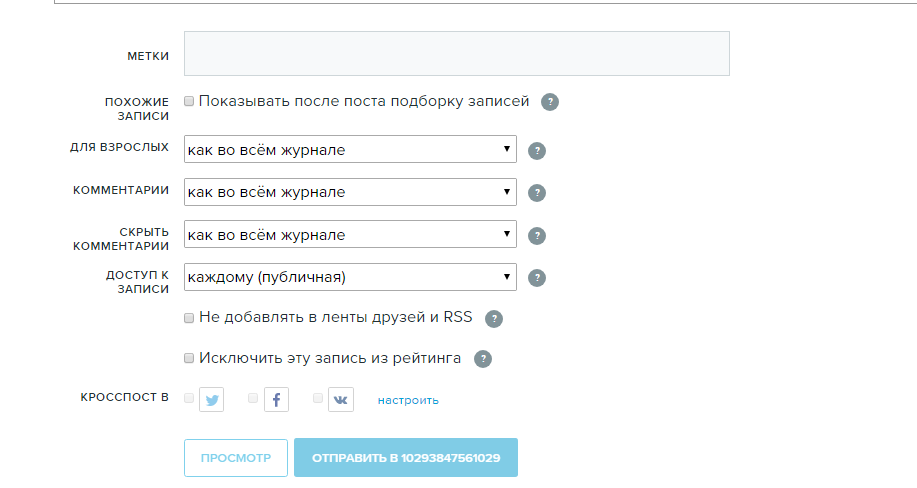 МЕТКИ
ПОХОЖИЕ
ЗАПИСИ
Показывать после поста подборку записей ?
ДЛЯ ВЗРОСЛЫХ
как во всём журнале ?
КОММЕНТАРИИ
как во всём журнале ?
СКРЫТЬ
КОММЕНТАРИИ
как во всём журнале ?
ДОСТУП К
ЗАПИСИ
каждому (публичная) ?
Не добавлять в ленты друзей и RSS ?
Исключить эту запись из рейтинга ?
КРОССПОСТ В
настроить
ПРОСМОТР
ОТПРАВИТЬ В 10293847561029